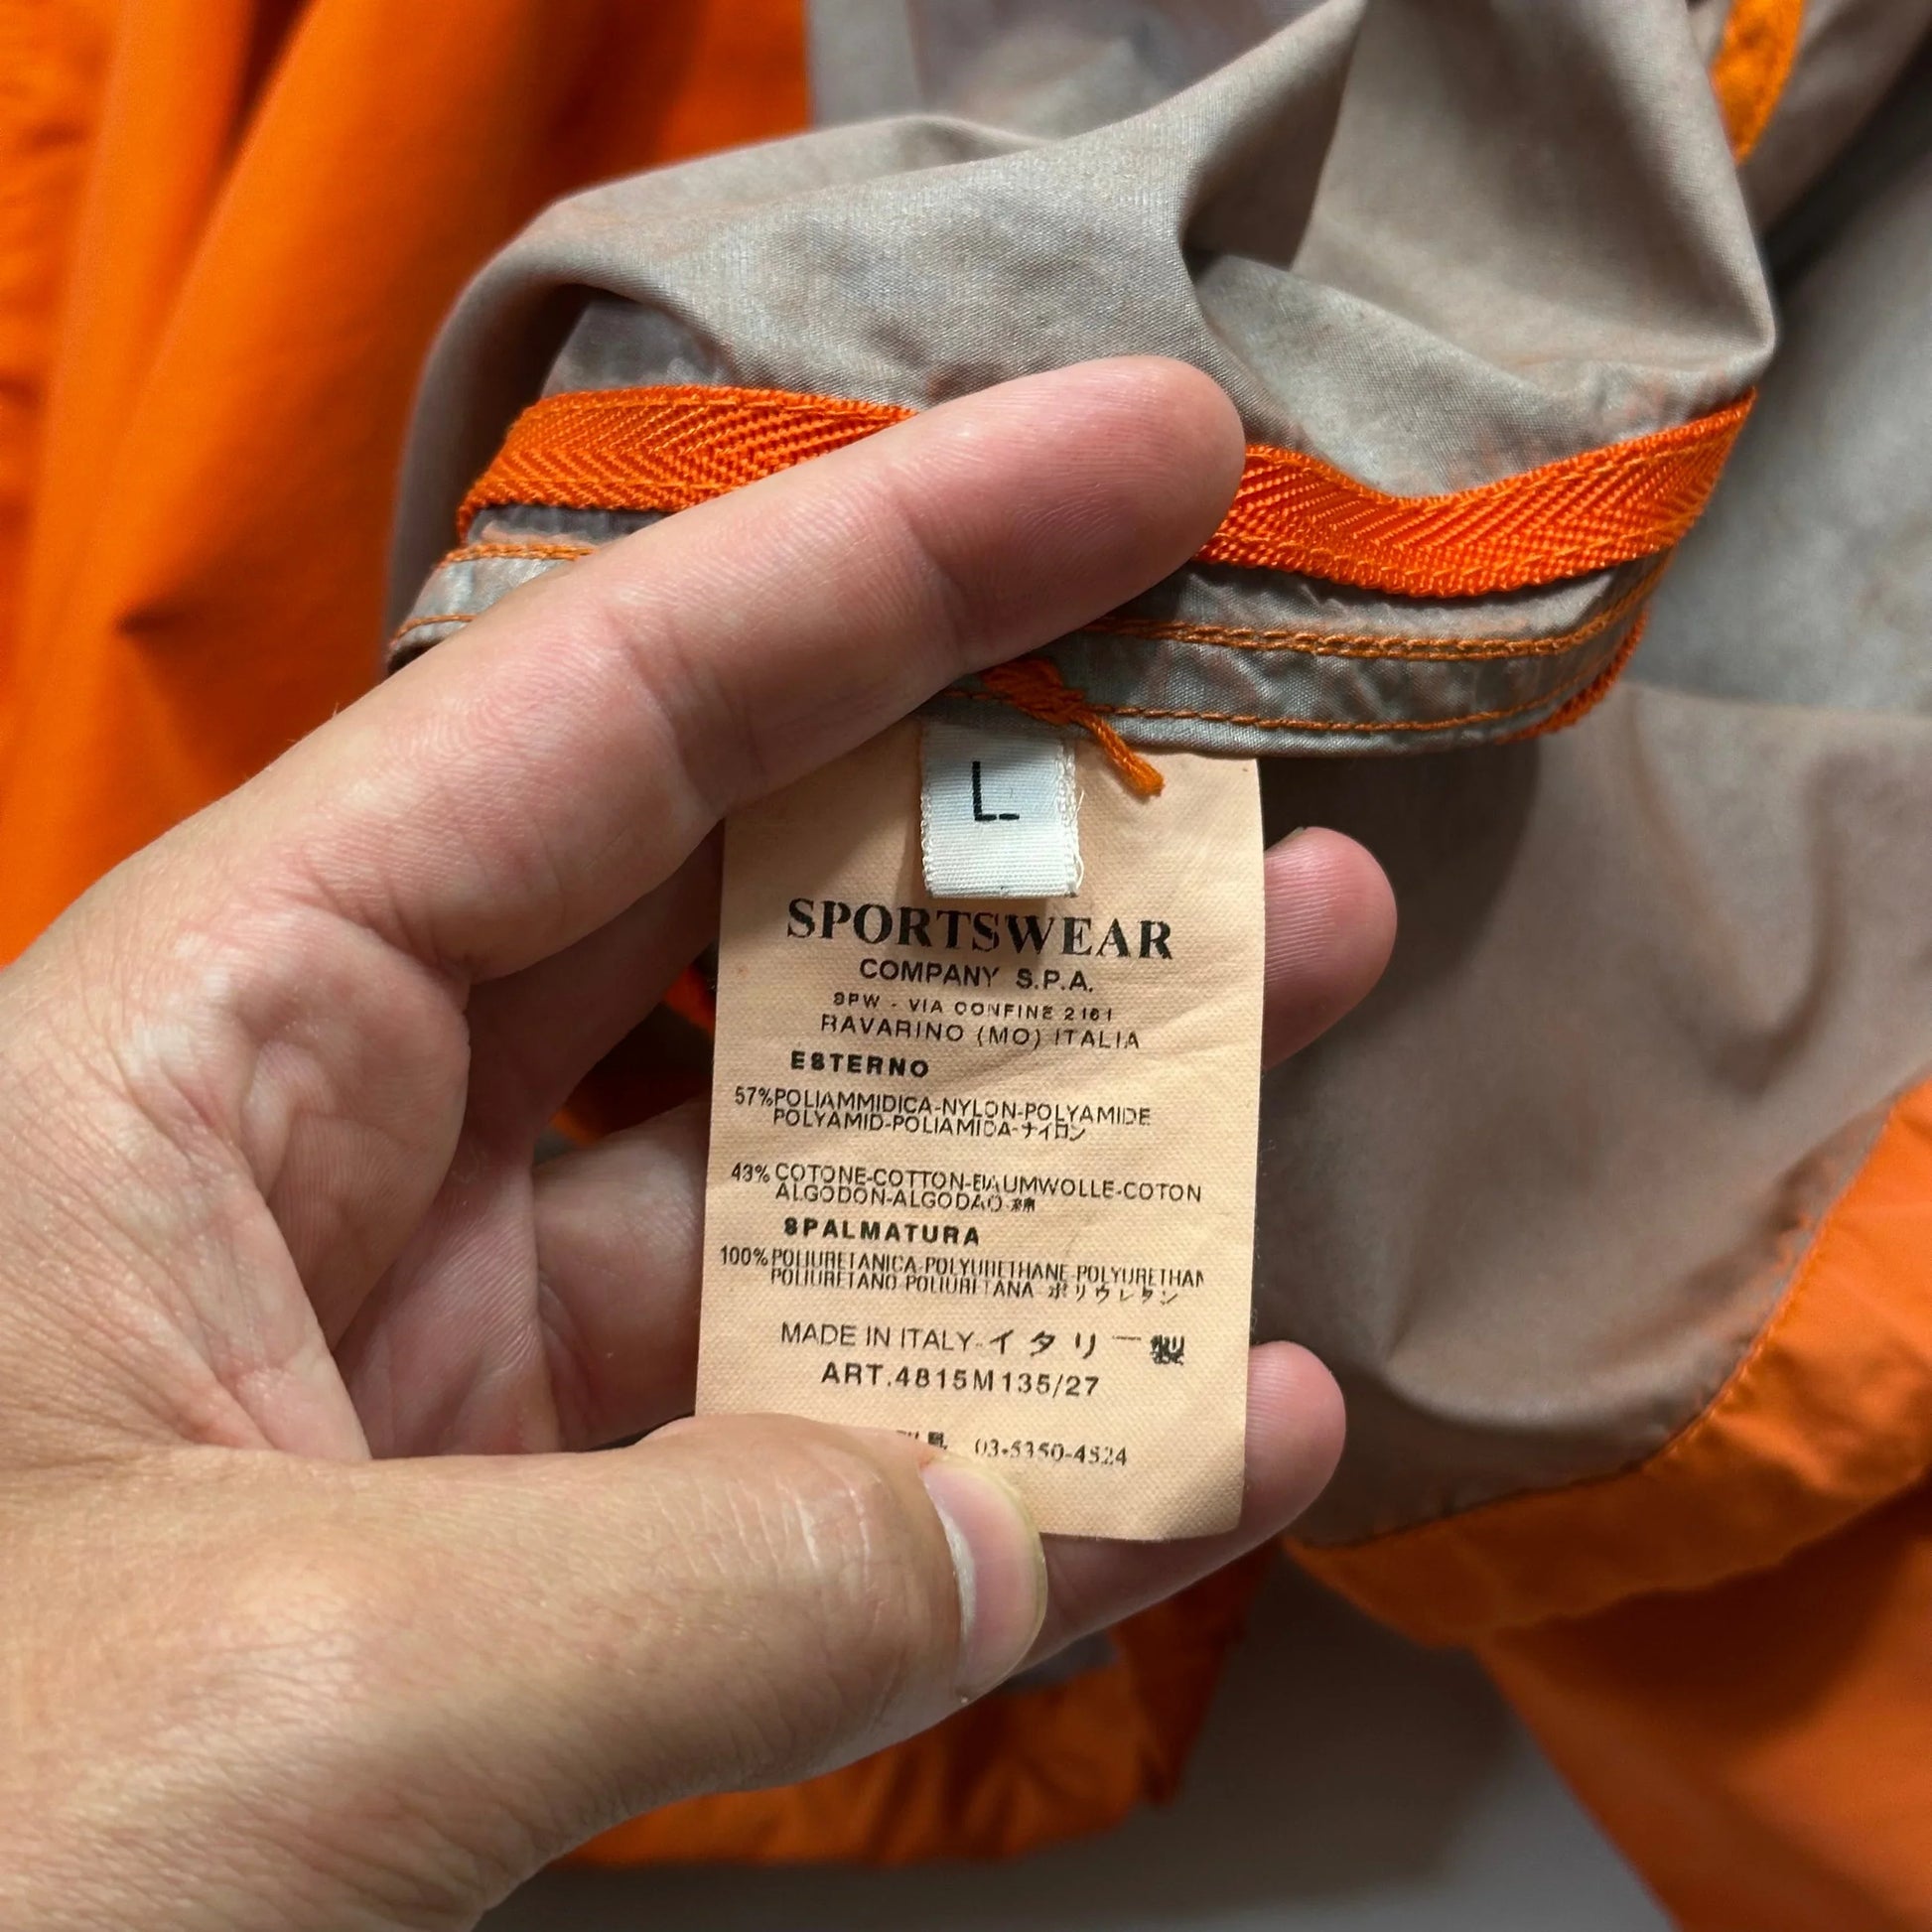 L
SPORTSWEAR
COMPANY S.P.A.
SPW - VIA CONFINE 2161
RAVARINO (MO) ITALIA
ESTERNO
57% POLIAMMIDICA-NYLON-POLYAMIDE
POLYAMID-POLIAMIDA-ナイロン
43% COTONE-COTTON-BAUMWOLLE-COTON
ALGODON-ALGODAO-綿
SPALMATURA
100% POLIURETANICA-POLYURETHANE-POLYURETHAN
POLIURETANO-POLIURETANA ポリウレタン
MADE IN ITALY-イタリー製
ART.4815M135/27
03-5350-4524